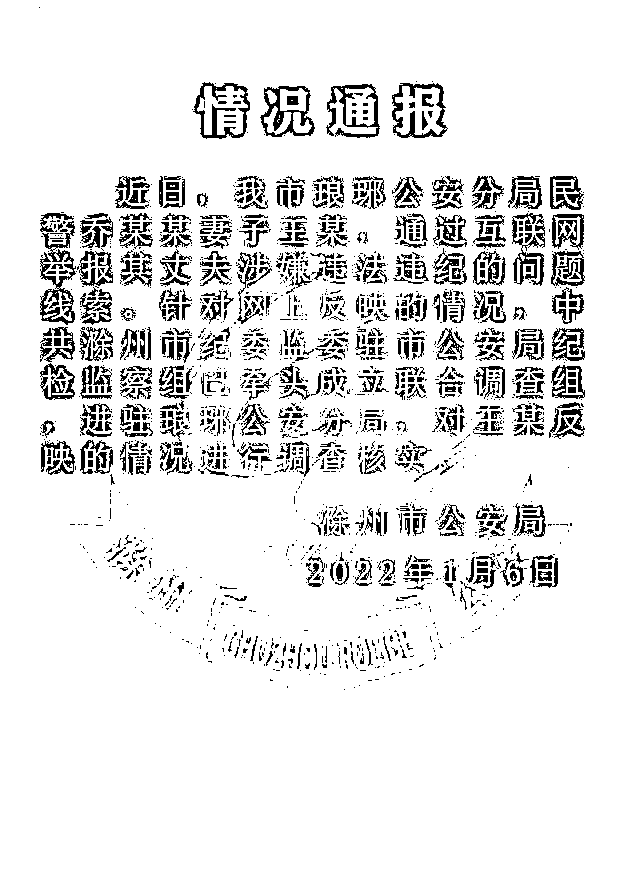 情况通报
近日，我市琅琊公安分局民
警乔某某妻子王某，通过互联网
举报其丈夫涉嫌违法违纪的问题
线索。针对网上反映的情况，中
共滁州市纪委监委驻市公安局纪
检监察组已牵头成立联合调查组
，进驻琅琊公安分局，对王某反
映的情况进行调查核实
滁州市公安局
2022年1月6日
滁州
CHUZHOU POLICE